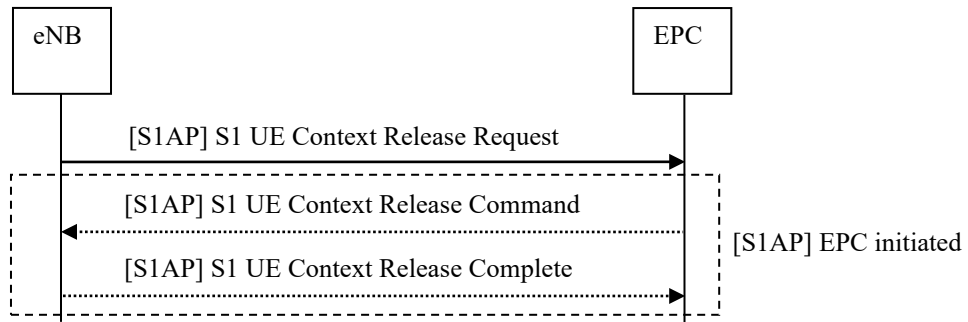 eNB
EPC
[S1AP] S1 UE Context Release Request
[S1AP] S1 UE Context Release Command
[S1AP] EPC initiated
[S1AP] S1 UE Context Release Complete